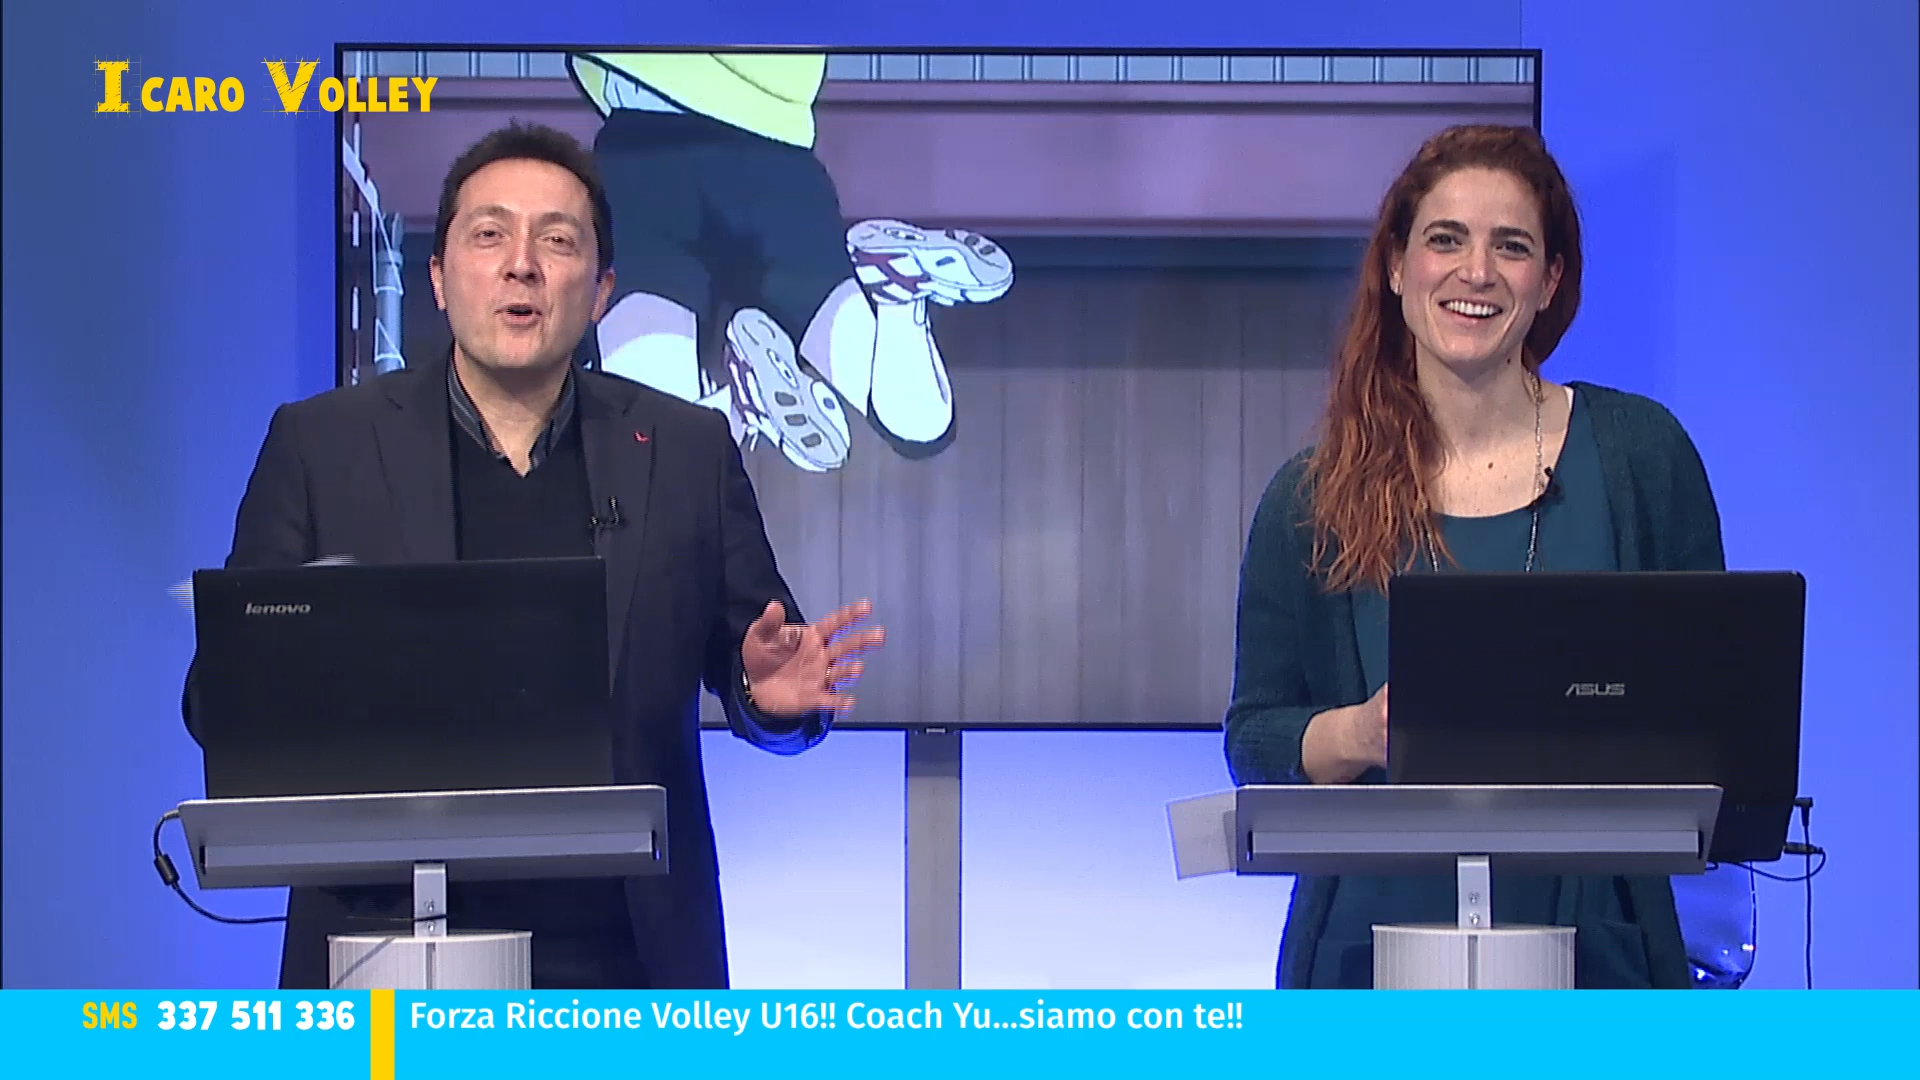 Icaro Volley
lenovo
ASUS
SMS 337 511 336
Forza Riccione Volley U16!! Coach Yu...siamo con te!!